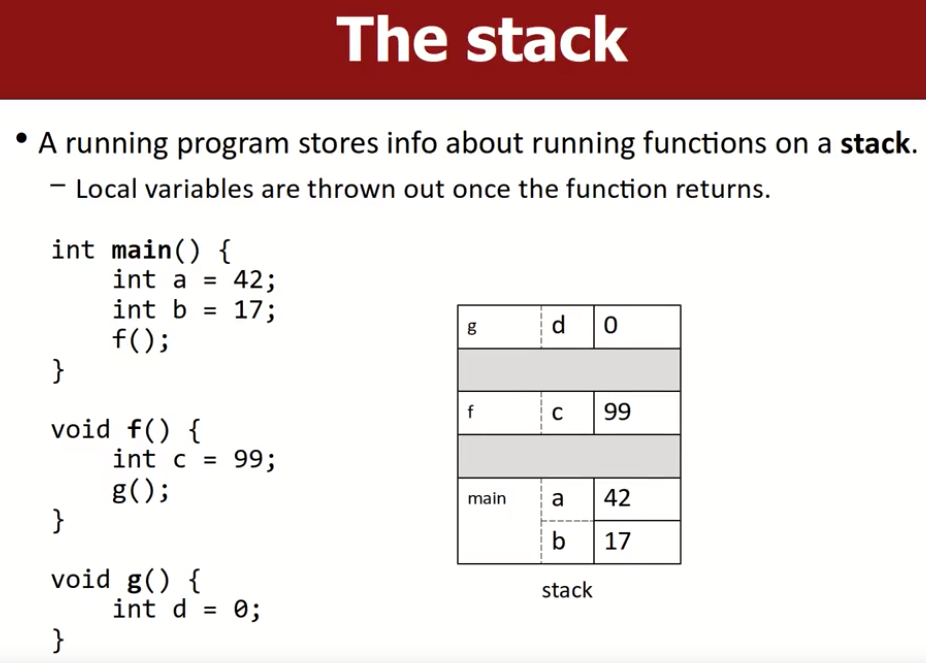 The stack
• A running program stores info about running functions on a stack.
– Local variables are thrown out once the function returns.
int main() {
    int a = 42;
    int b = 17;
    f();
}
void f() {
    int c = 99;
    g();
}
void g() {
    int d = 0;
}
g d 0
f c 99
main a 42
b 17
stack